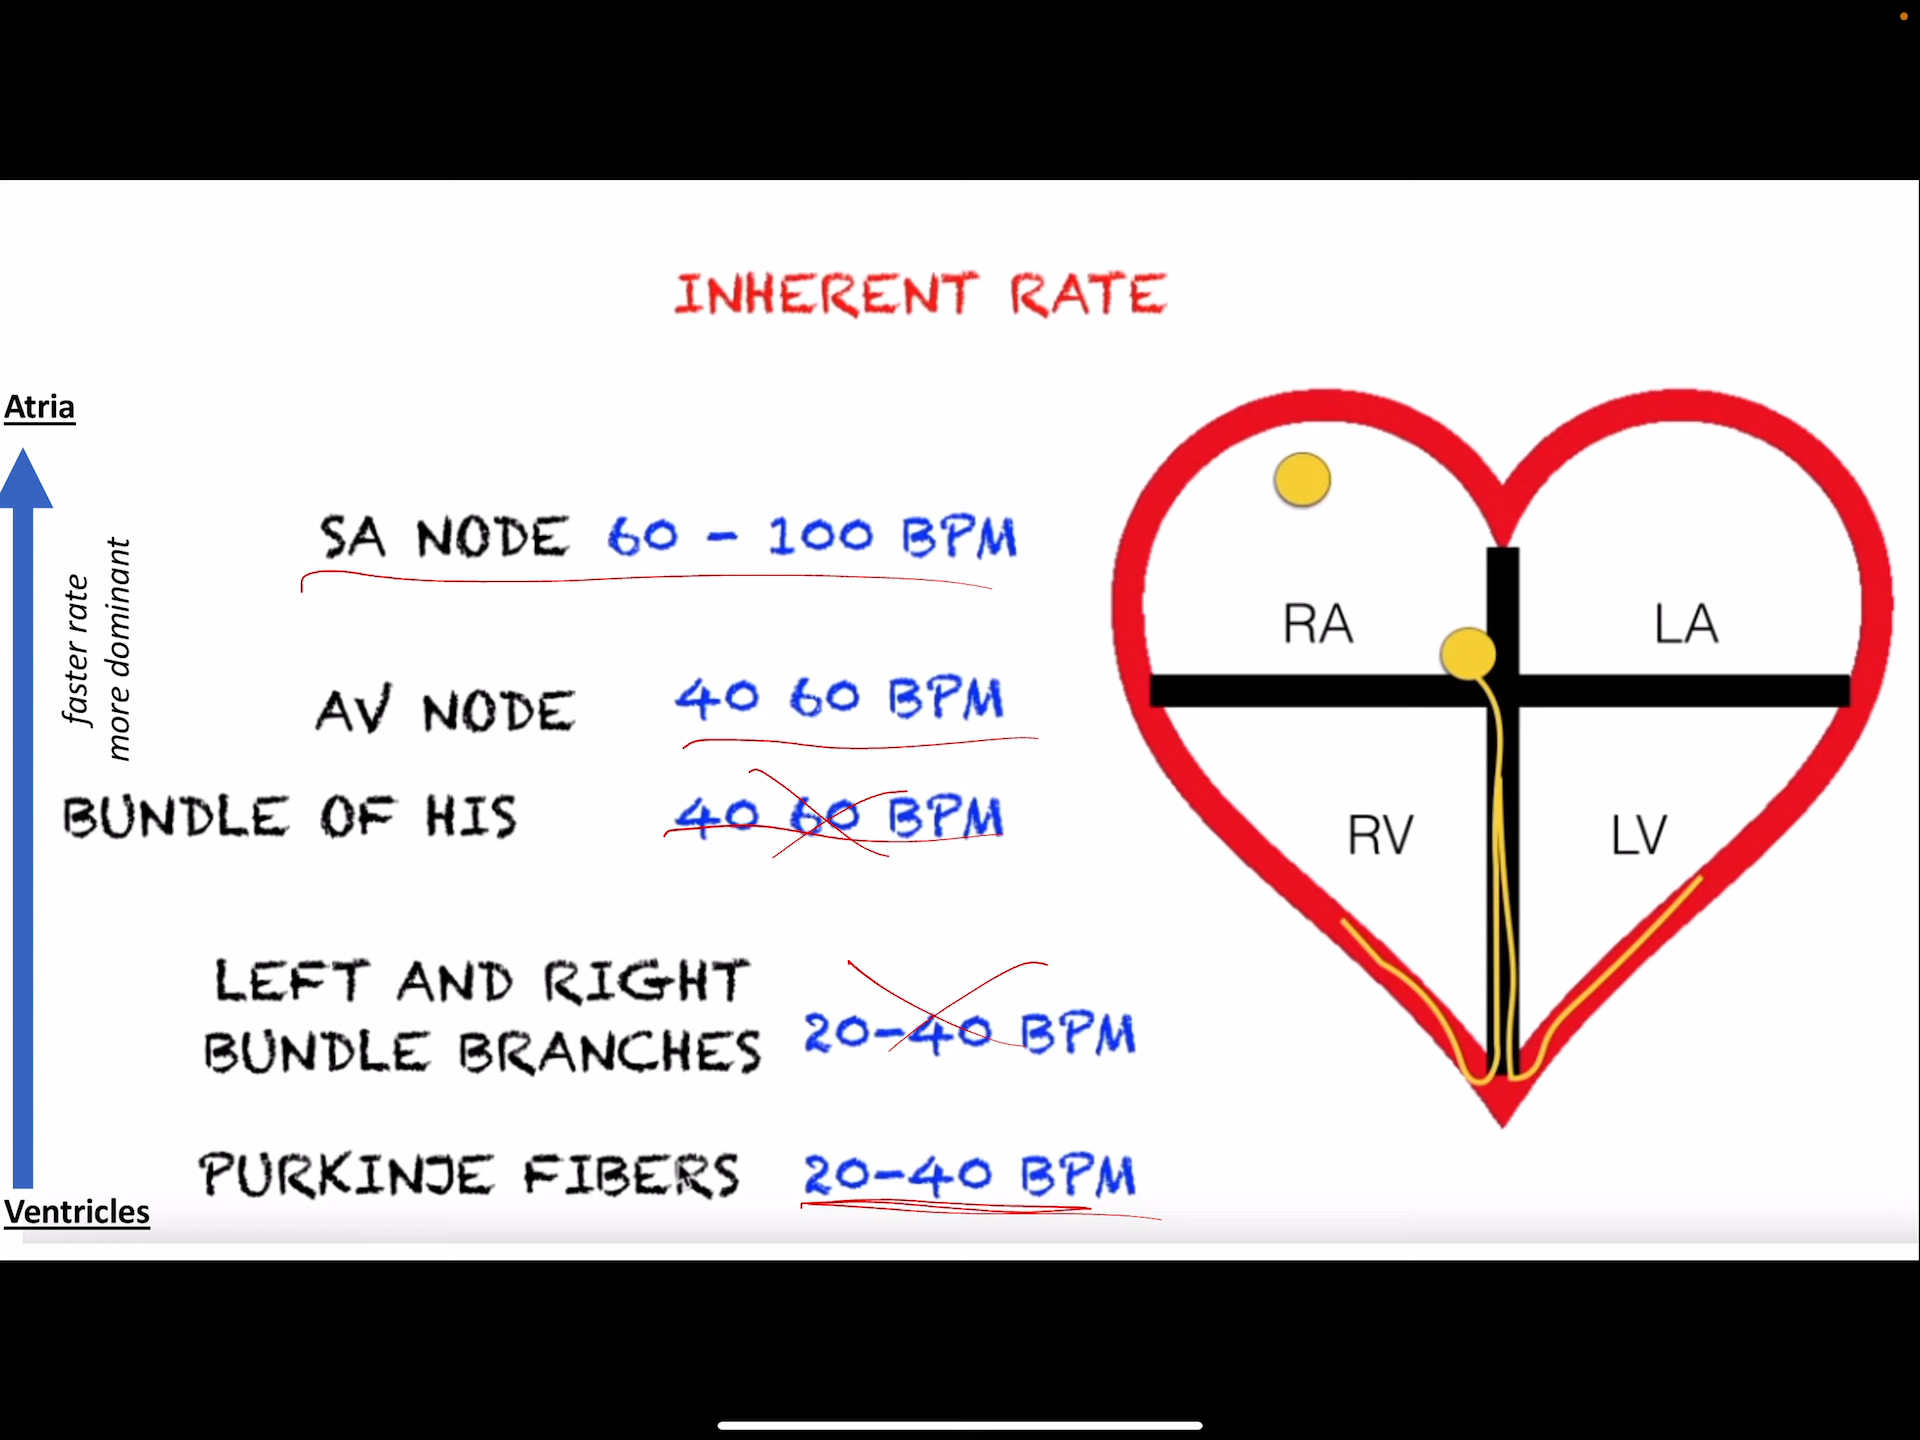 INHERENT RATE
Atria
faster rate
more dominant
SA NODE 60 - 100 BPM
AV NODE 40 60 BPM
BUNDLE OF HIS 40 60 BPM
LEFT AND RIGHT
BUNDLE BRANCHES 20-40 BPM
PURKINJE FIBERS 20-40 BPM
Ventricles
RA
LA
RV
LV